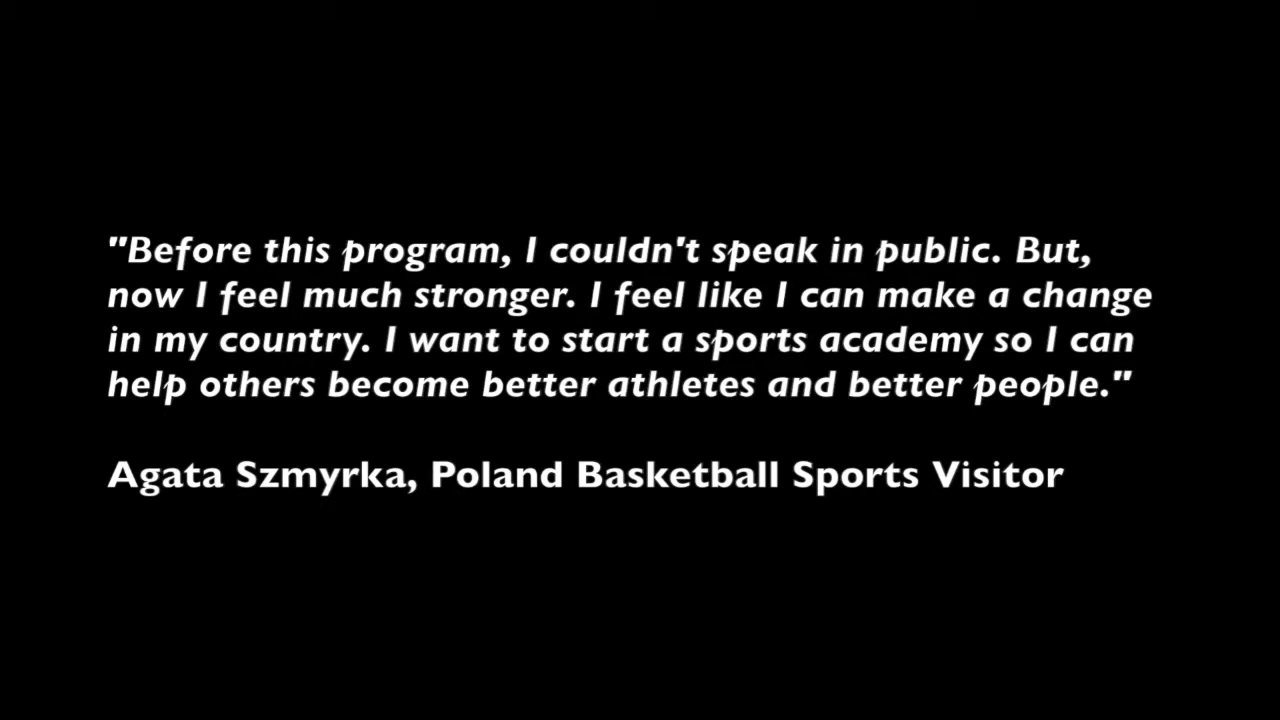 "Before this program, I couldn't speak in public. But,
now I feel much stronger. I feel like I can make a change
in my country. I want to start a sports academy so I can
help others become better athletes and better people."
Agata Szmyrka, Poland Basketball Sports Visitor